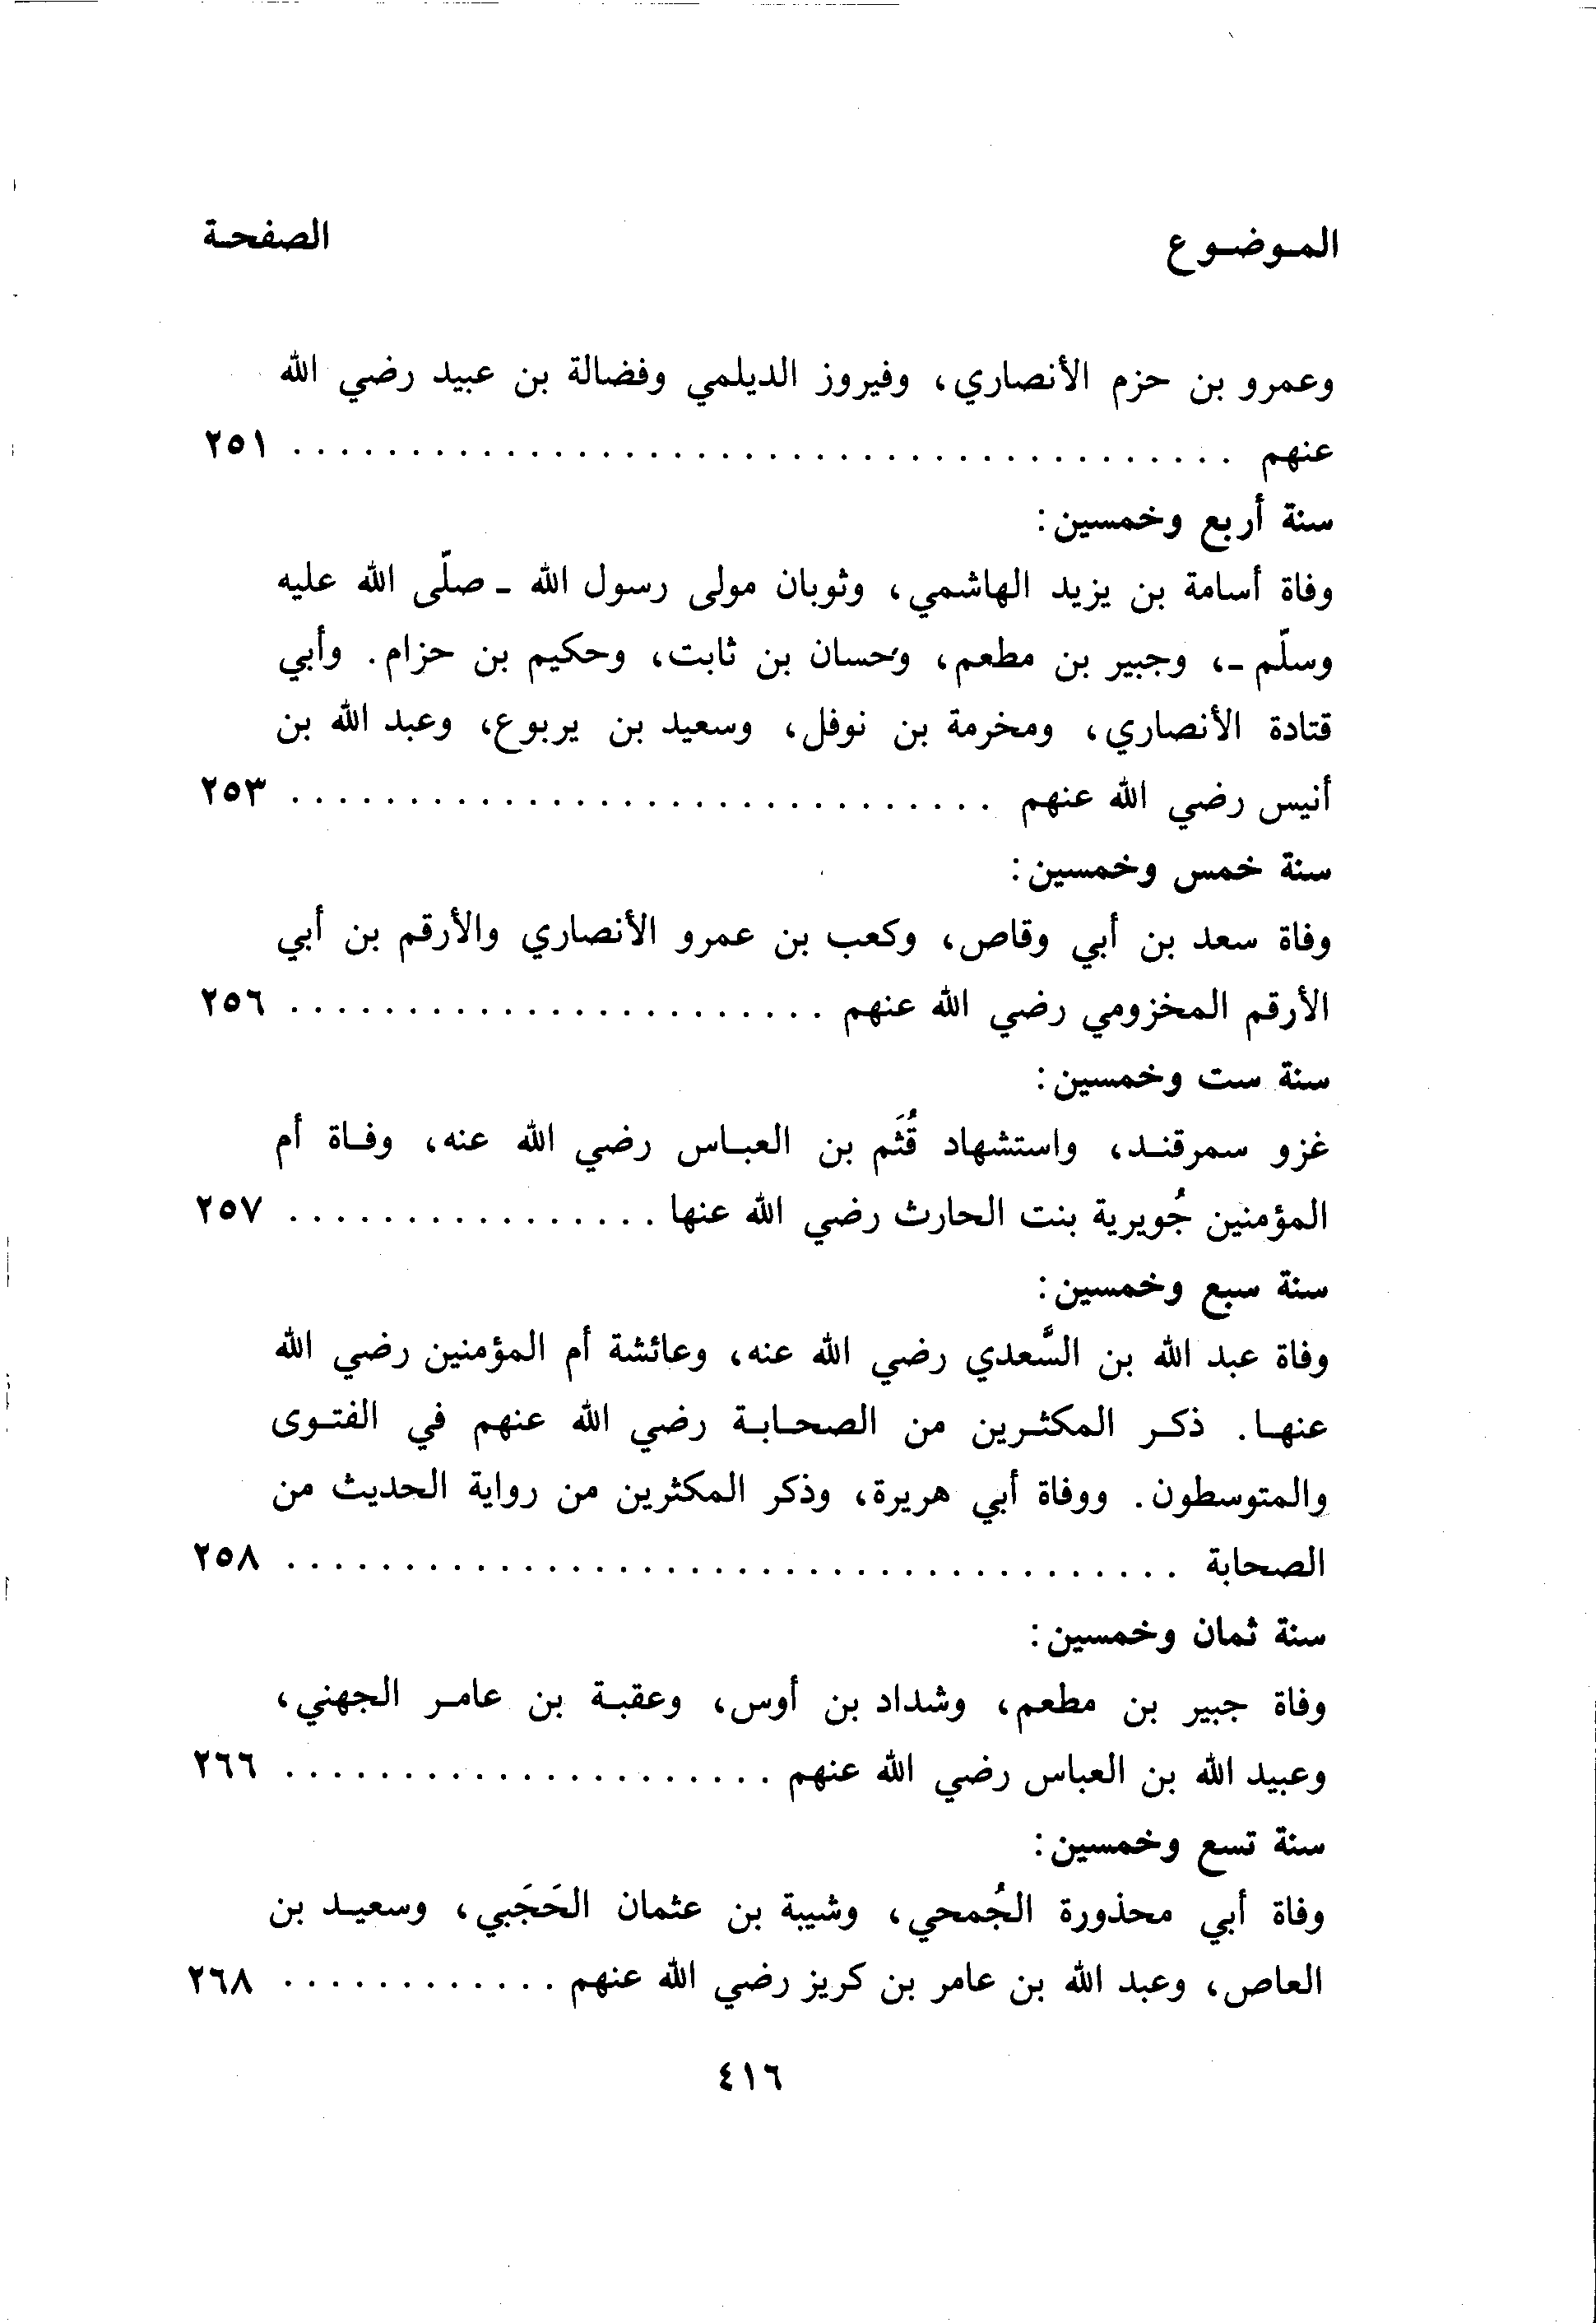 الموضوع الصفحة
وعمرو بن حزم الأنصاري، وفيروز الديلمي وفضالة بن عبيد رضي الله
عنهم . . . . . . . . . . . . . . . . . . . . . . . . . . . . . . . . . . . . . . . . ٢٥١
سنة أربع وخمسين:
وفاة أسامة بن يزيد الهاشمي، وثوبان مولى رسول الله - صلّى الله عليه
وسلّم -، وجبير بن مطعم، وحسان بن ثابت، وحكيم بن حزام. وأبي
قتادة الأنصاري، ومخرمة بن نوفل، وسعيد بن يربوع، وعبد الله بن
أنيس رضي الله عنهم . . . . . . . . . . . . . . . . . . . . . . . . . . . . . . ٢٥٣
سنة خمس وخمسين:
وفاة سعد بن أبي وقاص، وكعب بن عمرو الأنصاري والأرقم بن أبي
الأرقم المخزومي رضي الله عنهم . . . . . . . . . . . . . . . . . . . . . . . ٢٥٦
سنة ست وخمسين:
غزو سمرقند، واستشهاد قُثَم بن العباس رضي الله عنه، وفاة أم
المؤمنين جُويرية بنت الحارث رضي الله عنها . . . . . . . . . . . . . . . . ٢٥٧
سنة سبع وخمسين:
وفاة عبد الله بن السَّعدي رضي الله عنه، وعائشة أم المؤمنين رضي الله
عنها. ذكر المكثرين من الصحابة رضي الله عنهم في الفتوى
والمتوسطون. ووفاة أبي هريرة، وذكر المكثرين من رواية الحديث من
الصحابة . . . . . . . . . . . . . . . . . . . . . . . . . . . . . . . . . . . . . . ٢٥٨
سنة ثمان وخمسين:
وفاة جبير بن مطعم، وشداد بن أوس، وعقبة بن عامر الجهني،
وعبيد الله بن العباس رضي الله عنهم . . . . . . . . . . . . . . . . . . . . . ٢٦٦
سنة تسع وخمسين:
وفاة أبي محذورة الجُمحي، وشيبة بن عثمان الحَجَبي، وسعيد بن
العاص، وعبد الله بن عامر بن كريز رضي الله عنهم . . . . . . . . . . . . ٢٦٨
٤١٦